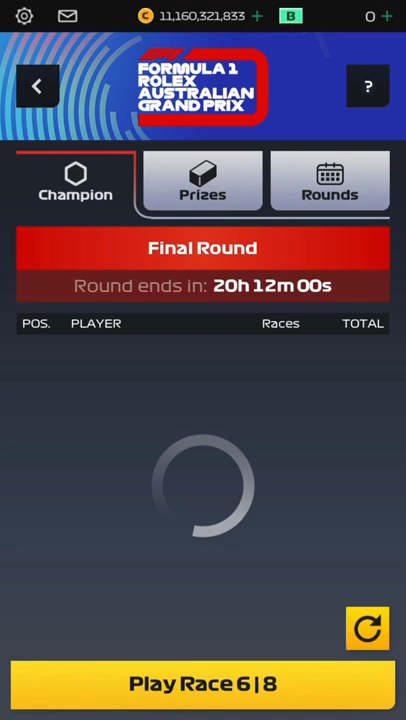 C 11,160,321,833 + B 0 +
FORMULA 1
ROLEX
AUSTRALIAN
GRAND PRIX
?
Champion Prizes Rounds
Final Round
Round ends in: 20h 12m 00s
POS. PLAYER Races TOTAL
Play Race 6|8